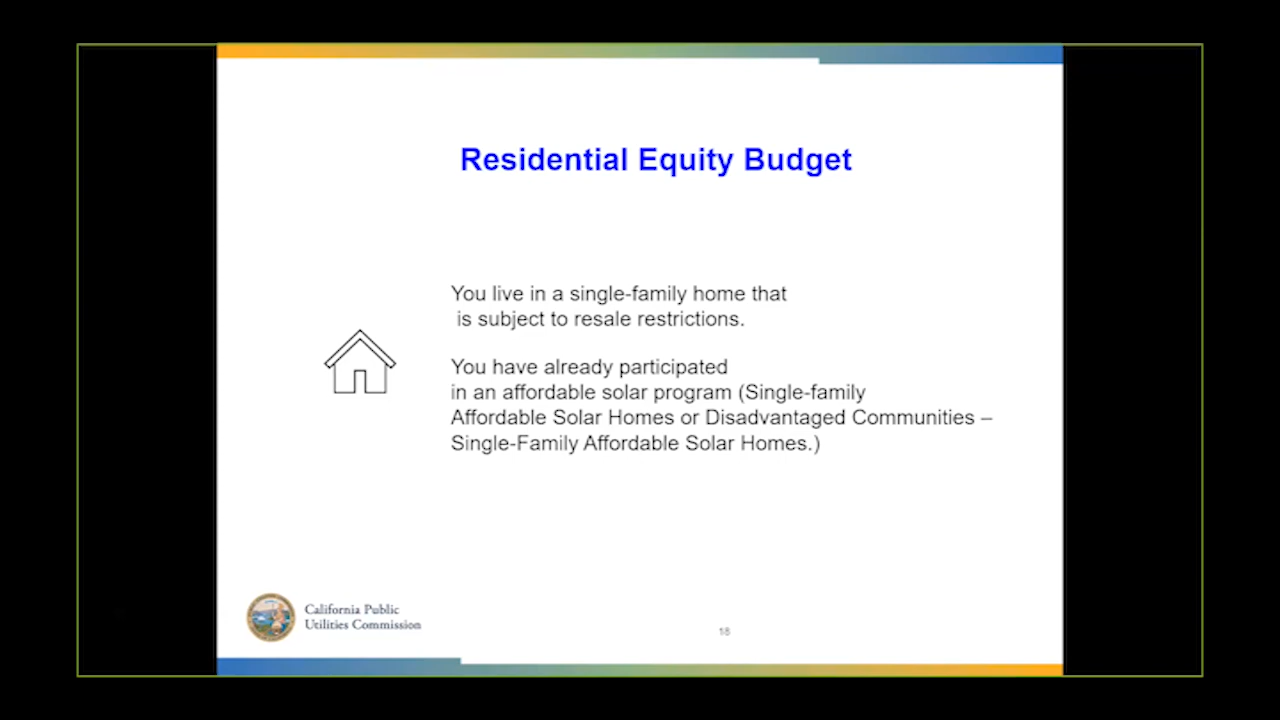 Residential Equity Budget
You live in a single-family home that
is subject to resale restrictions.
You have already participated
in an affordable solar program (Single-family
Affordable Solar Homes or Disadvantaged Communities –
Single-Family Affordable Solar Homes.)
California Public
Utilities Commission
18